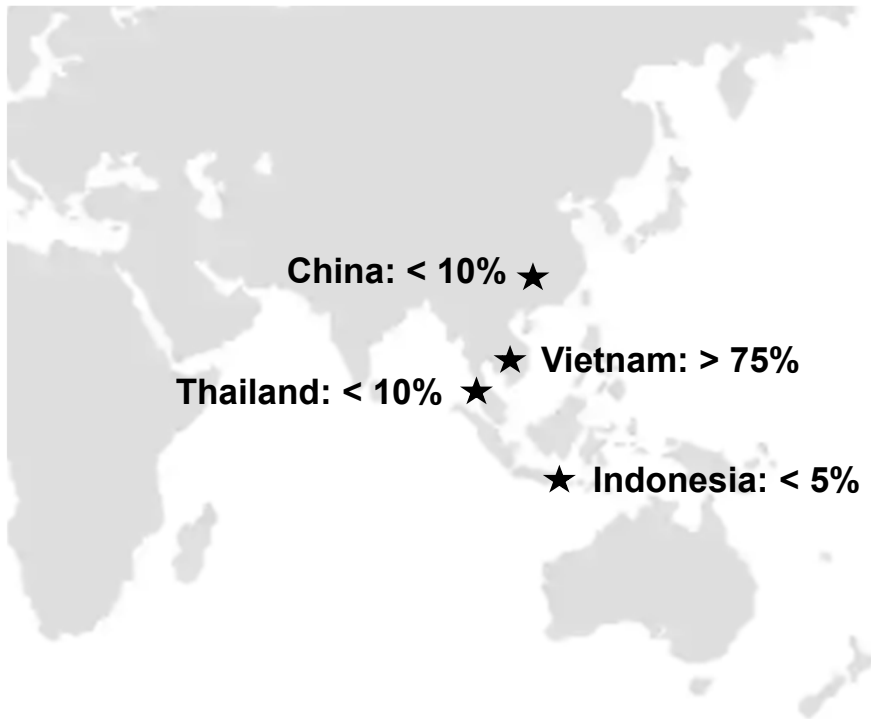 China: < 10%
Vietnam: > 75%
Thailand: < 10%
Indonesia: < 5%